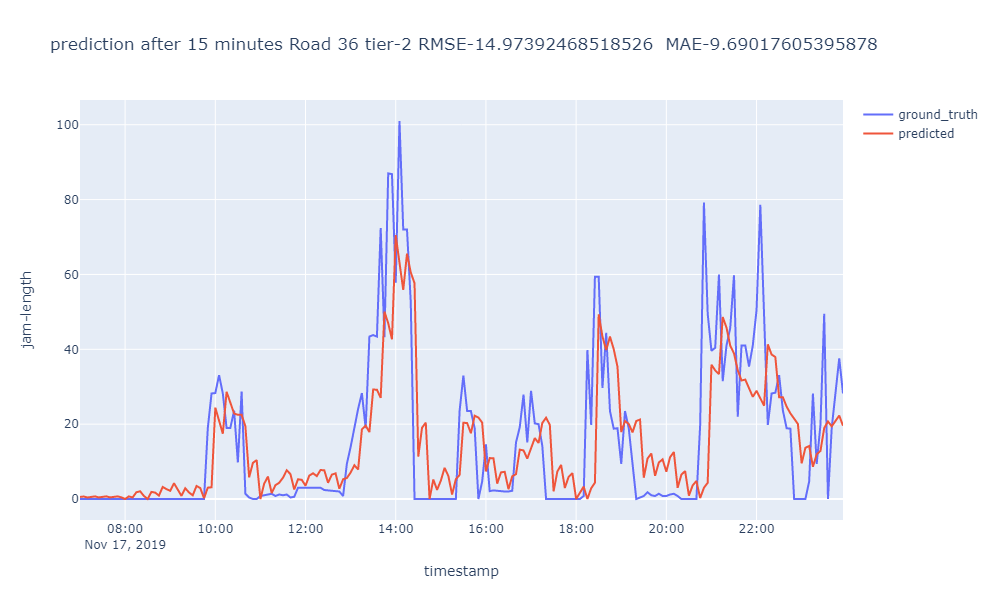 prediction after 15 minutes Road 36 tier-2 RMSE-14.97392468518526  MAE-9.69017605395878
ground_truth
predicted
100
80
60
40
20
0
jam-length
08:00 10:00 12:00 14:00 16:00 18:00 20:00 22:00
Nov 17, 2019
timestamp